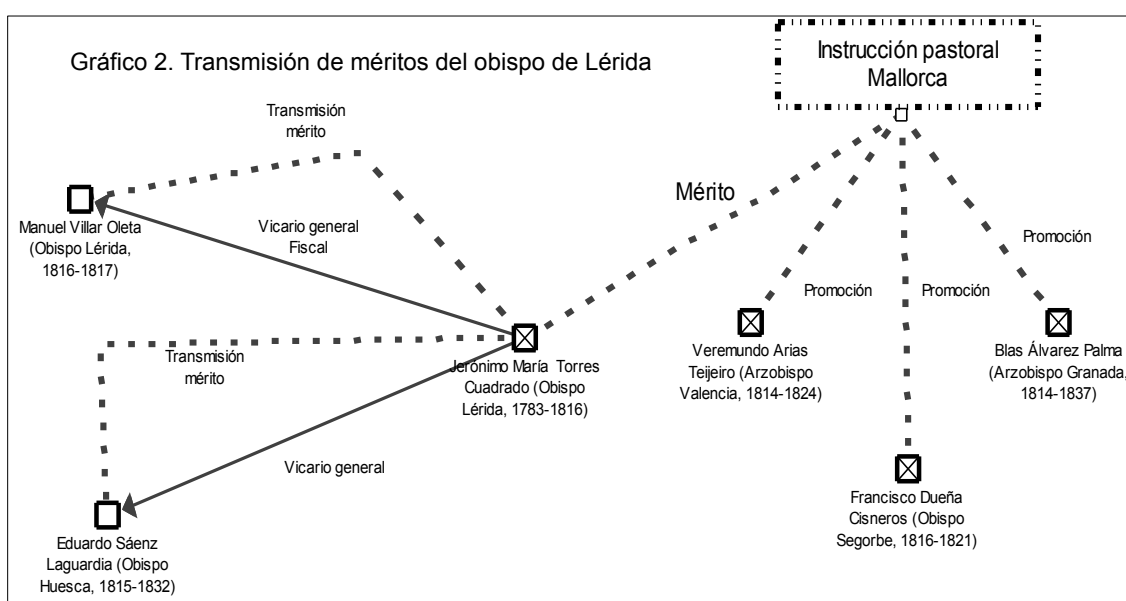 Gráfico 2. Transmisión de méritos del obispo de Lérida
Instrucción pastoral
Mallorca
Transmisión
mérito
Mérito
Manuel Villar Oleta
(Obispo Lérida,
1816-1817)
Vicario general
Fiscal
Promoción
Promoción
Promoción
Transmisión
mérito
Jerónimo María Torres
Cuadrado (Obispo
Lérida, 1783-1816)
Veremundo Arias
Teijeiro (Arzobispo
Valencia, 1814-1824)
Blas Álvarez Palma
(Arzobispo Granada,
1814-1837)
Vicario general
Francisco Dueña
Cisneros (Obispo
Segorbe, 1816-1821)
Eduardo Sáenz
Laguardia (Obispo
Huesca, 1815-1832)